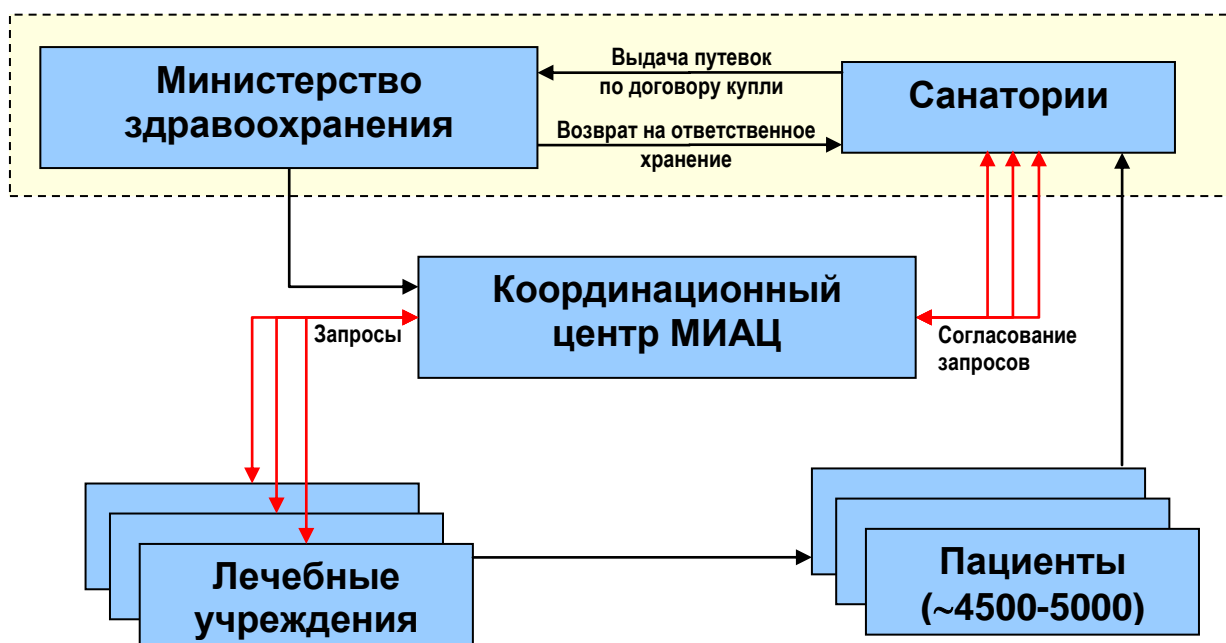 Министерство
здравоохранения
Выдача путевок
по договору купли
Возврат на ответственное
хранение
Санатории
Координационный
центр МИАЦ
Запросы
Согласование
запросов
Лечебные
учреждения
Пациенты
(~4500-5000)